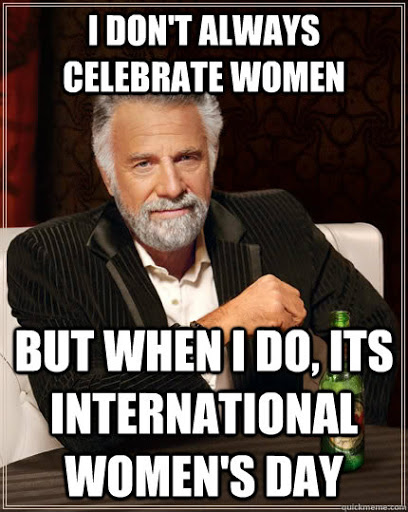 I DON'T ALWAYS
CELEBRATE WOMEN
BUT WHEN I DO, ITS
INTERNATIONAL
WOMEN'S DAY
quickmeme.com